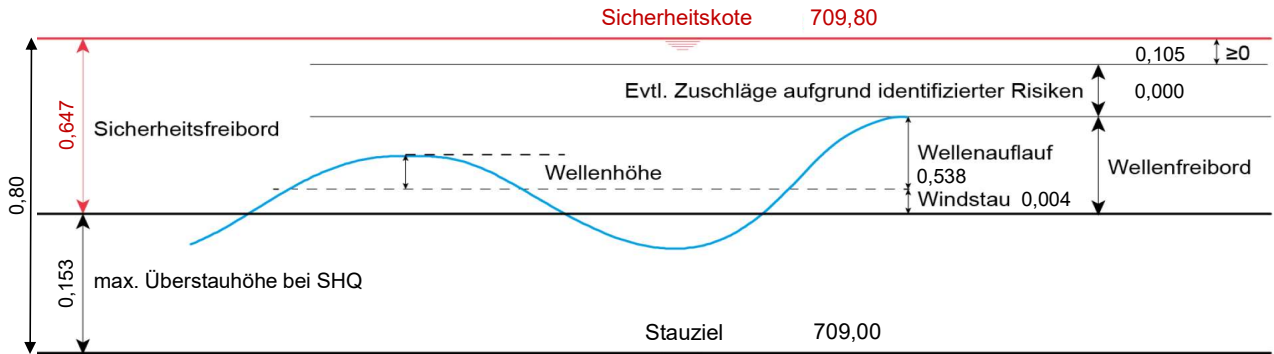 Sicherheitskote 709,80
0,105 ≥0
Evtl. Zuschläge aufgrund identifizierter Risiken 0,000
0,647
Sicherheitsfreibord
Wellenauflauf
0,538
Wellenhöhe
Wellenfreibord
Windstau 0,004
0,80
0,153
max. Überstauhöhe bei SHQ
Stauziel 709,00